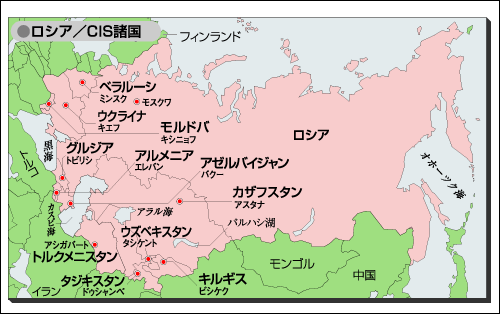 ●ロシア／CIS諸国
フィンランド
ベラルーシ
ミンスク
モスクワ
ウクライナ
キエフ
モルドバ
キシニョフ
ロシア
黒海
グルジア
トビリシ
アルメニア
エレバン
アゼルバイジャン
バクー
オホーツク海
トルコ
カザフスタン
アスタナ
カスピ海
アラル海
ウズベキスタン
タシケント
バルハシ湖
アシガバート
トルクメニスタン
モンゴル
中国
タジキスタン
ドゥシャンベ
キルギス
ビシケク
イラン